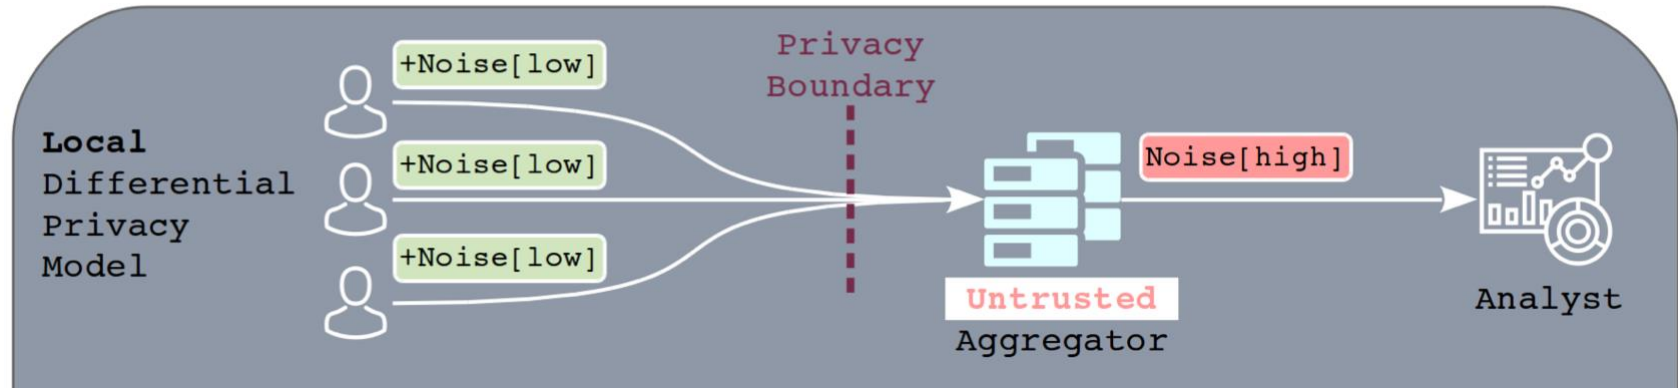 Local
Differential
Privacy
Model
+Noise[low]
+Noise[low]
+Noise[low]
Privacy
Boundary
Untrusted
Aggregator
Noise[high]
Analyst